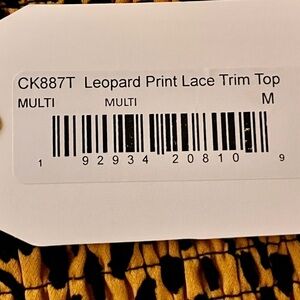 CK887T Leopard Print Lace Trim Top
MULTI MULTI M
1 92934 20810 9